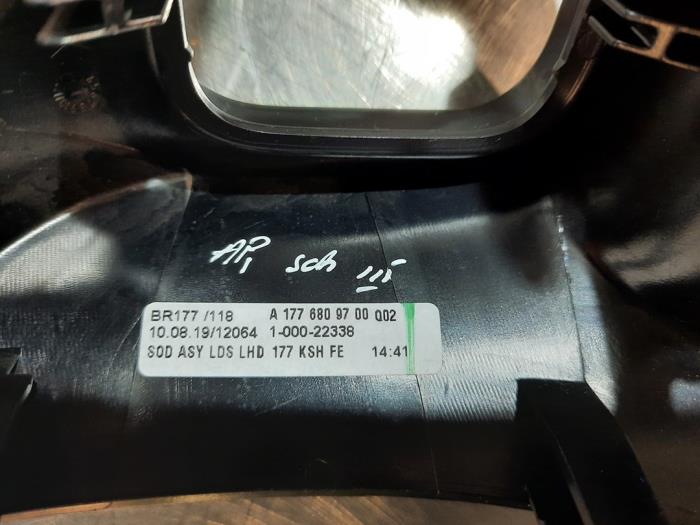 BR177 /118 A 177 680 97 00 Q02
10.08.19/12064 1-000-22338
SOD ASY LDS LHD 177 KSH FE 14:41